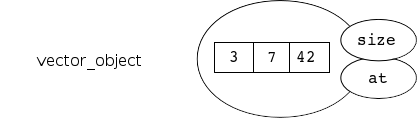 size
vector_object
3 7 42
at